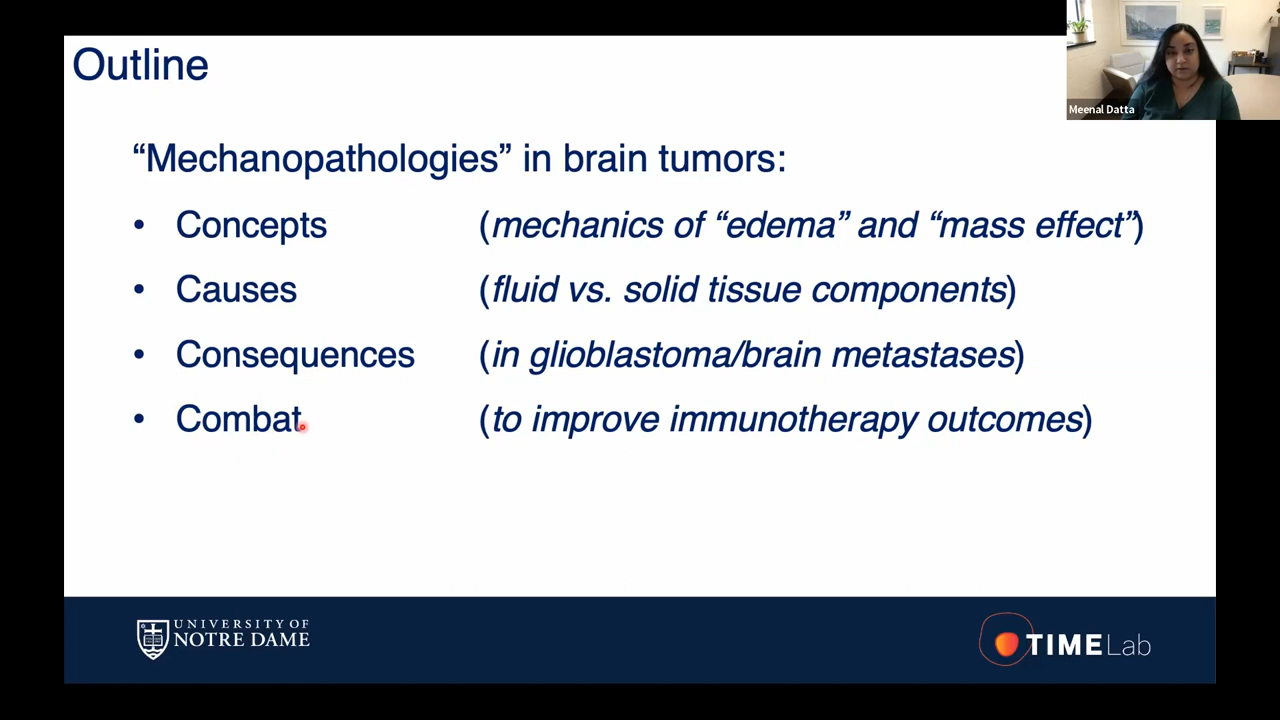 Outline
Meenal Datta
“Mechanopathologies” in brain tumors:
• Concepts (mechanics of “edema” and “mass effect”)
• Causes (fluid vs. solid tissue components)
• Consequences (in glioblastoma/brain metastases)
• Combat (to improve immunotherapy outcomes)
UNIVERSITY OF
NOTRE DAME
TIME Lab